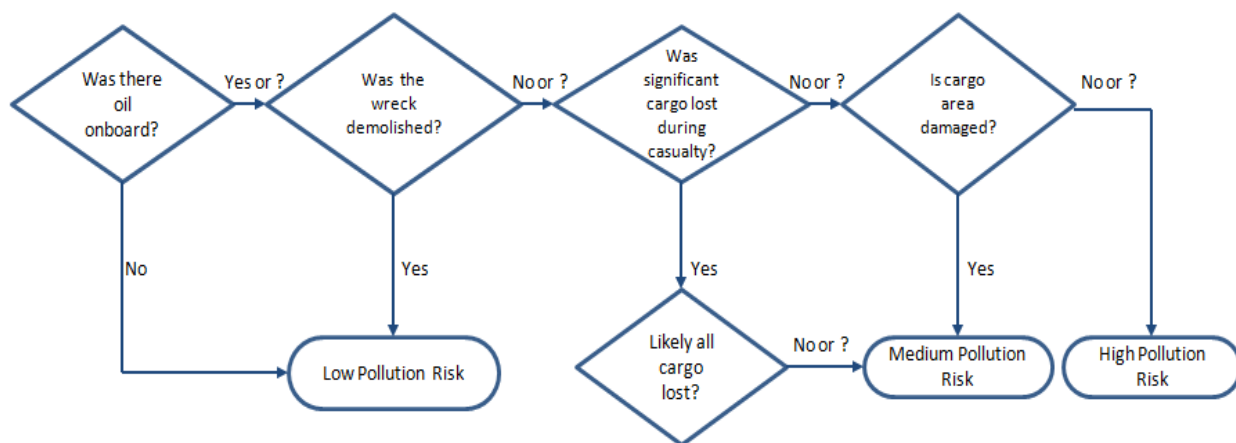 Was there
oil
onboard?
Yes or ?
Was the
wreck
demolished?
No or ?
Was
significant
cargo lost
during
casualty?
No or ?
Is cargo
area
damaged?
No or ?
No
Yes
Yes
Yes
Low Pollution Risk
Likely all
cargo
lost?
No or ?
Medium Pollution
Risk
High Pollution
Risk